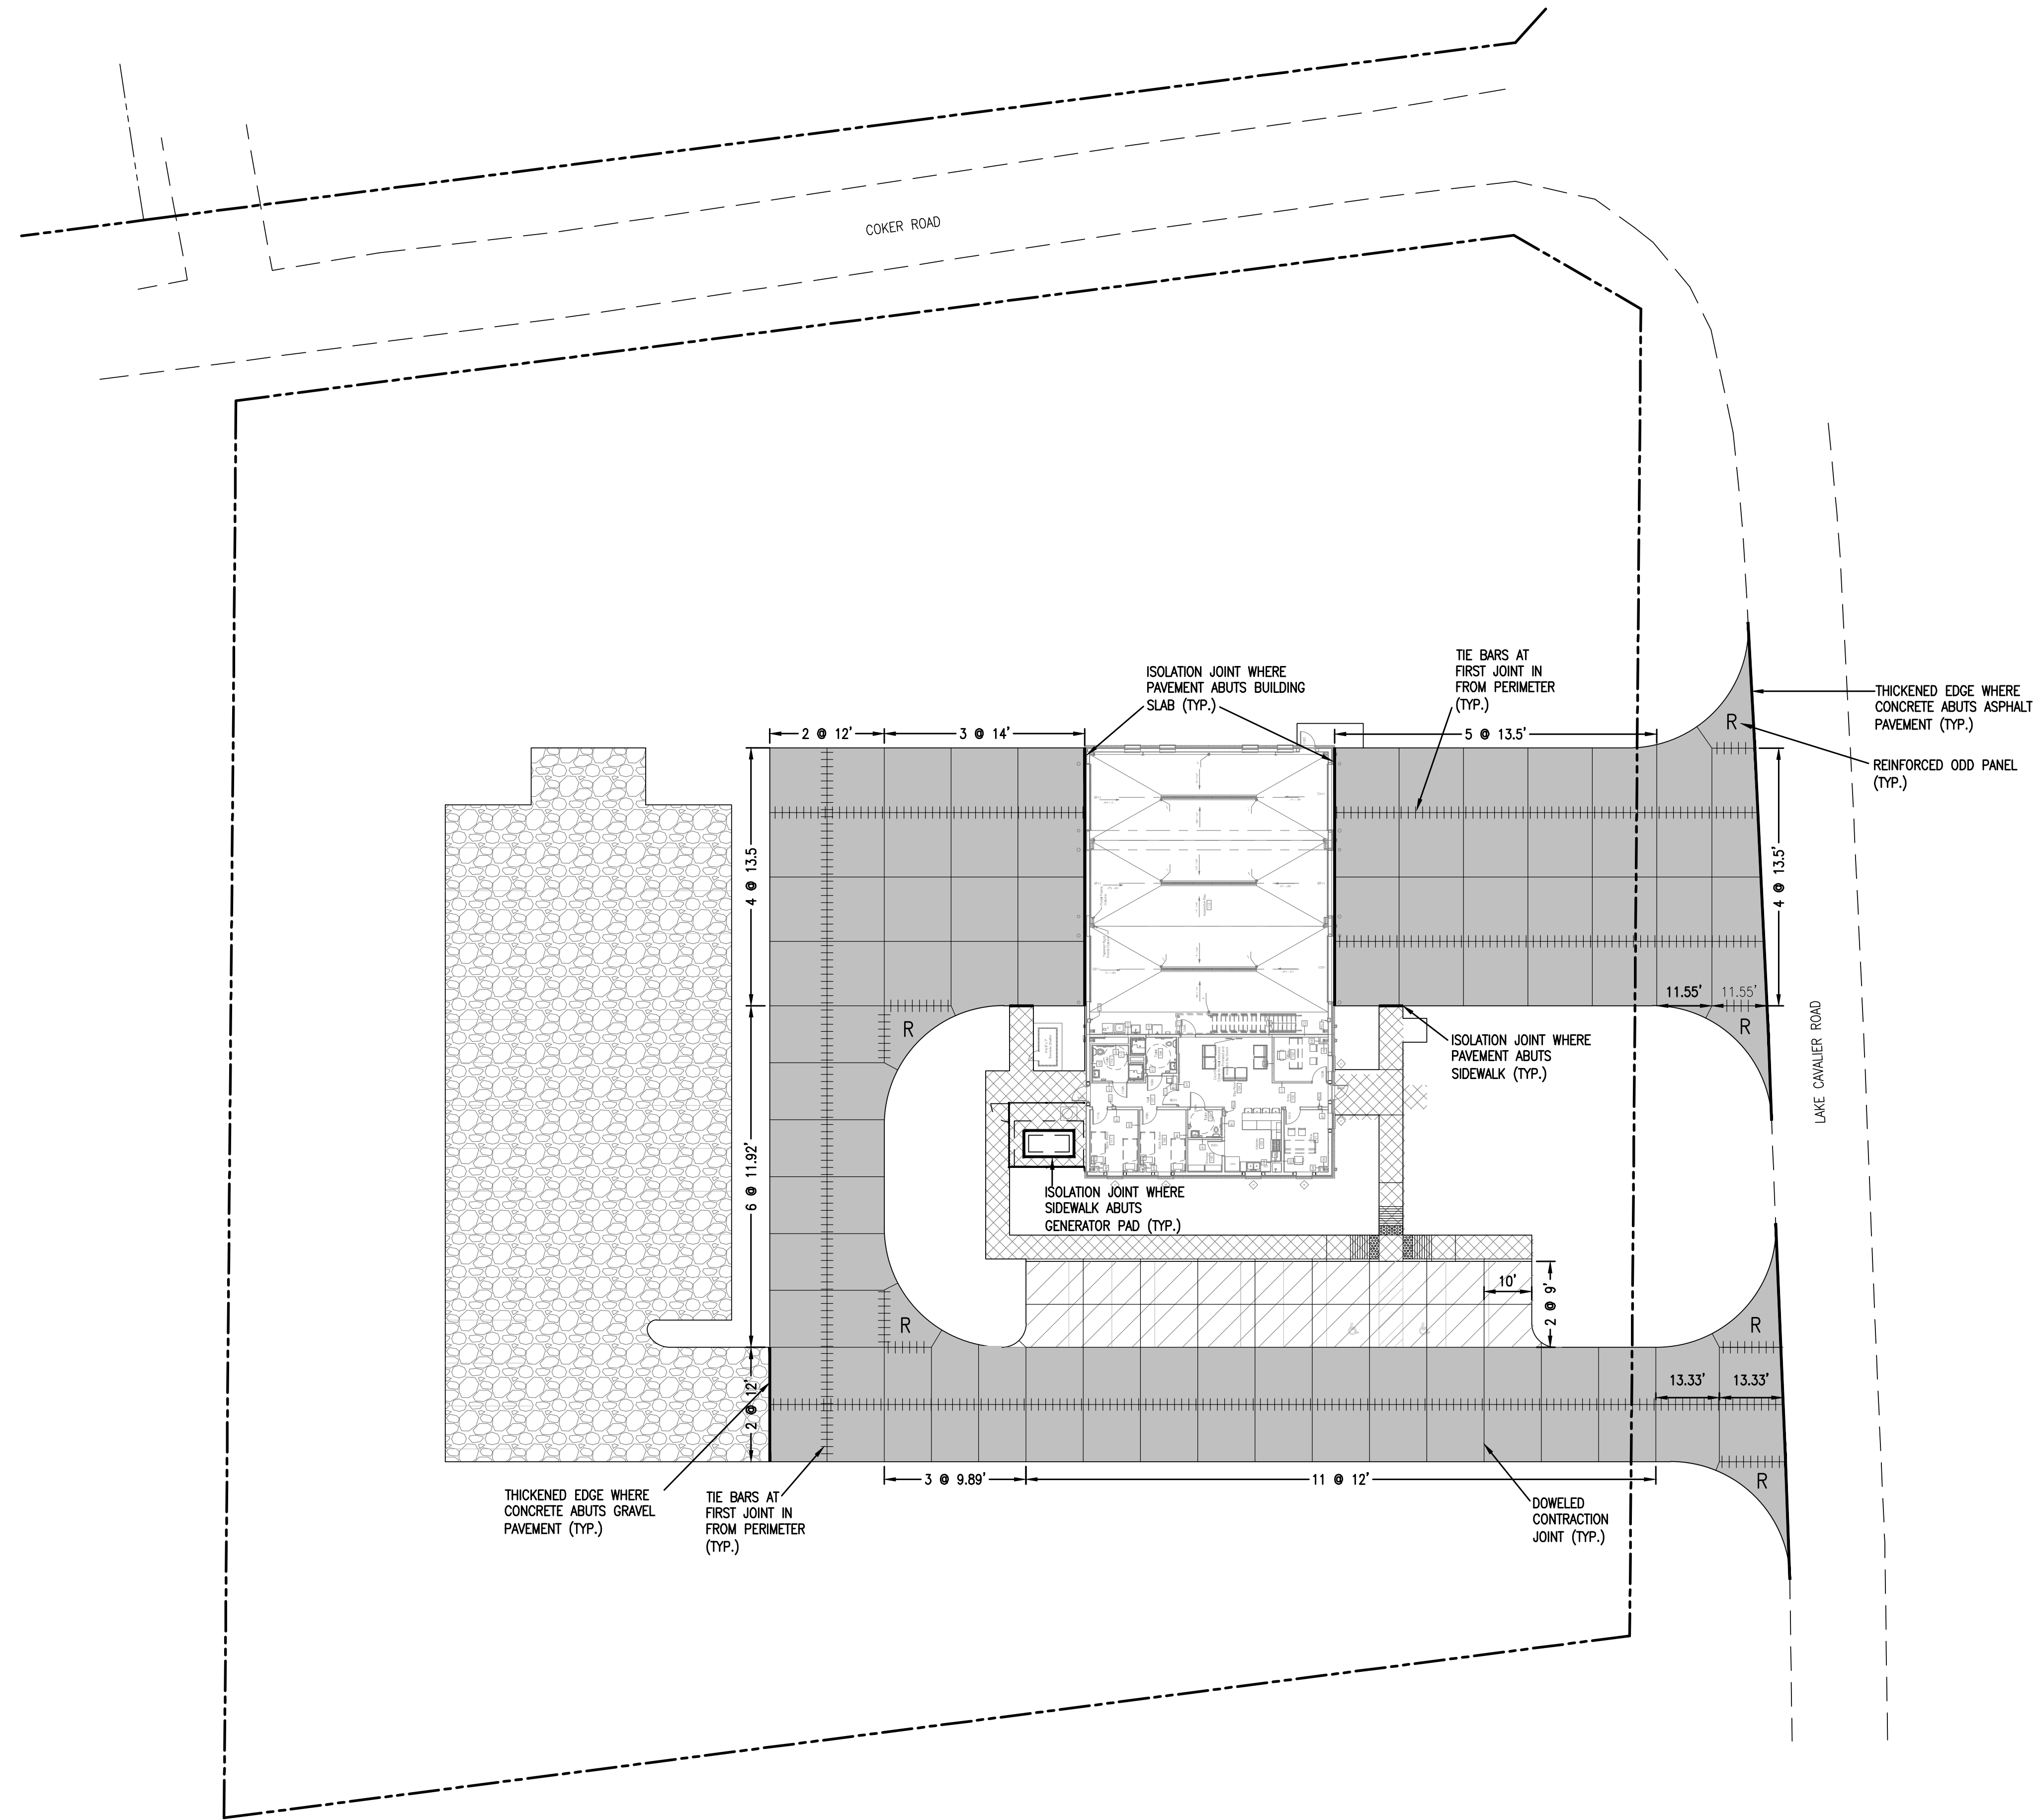 COKER ROAD
TIE BARS AT
FIRST JOINT IN
FROM PERIMETER
(TYP.)
ISOLATION JOINT WHERE
PAVEMENT ABUTS BUILDING
SLAB (TYP.)
THICKENED EDGE WHERE
CONCRETE ABUTS ASPHALT
PAVEMENT (TYP.)
R
REINFORCED ODD PANEL
(TYP.)
2 @ 12'
3 @ 14'
5 @ 13.5'
4 @ 13.5
4 @ 13.5'
11.55'
11.55'
R
R
LAKE CAVALIER ROAD
ISOLATION JOINT WHERE
PAVEMENT ABUTS
SIDEWALK (TYP.)
6 @ 11.92'
ISOLATION JOINT WHERE
SIDEWALK ABUTS
GENERATOR PAD (TYP.)
10'
2 @ 9'
R
R
2 @ 12'
13.33'
13.33'
3 @ 9.89'
11 @ 12'
R
THICKENED EDGE WHERE
CONCRETE ABUTS GRAVEL
PAVEMENT (TYP.)
TIE BARS AT
FIRST JOINT IN
FROM PERIMETER
(TYP.)
DOWELED
CONTRACTION
JOINT (TYP.)